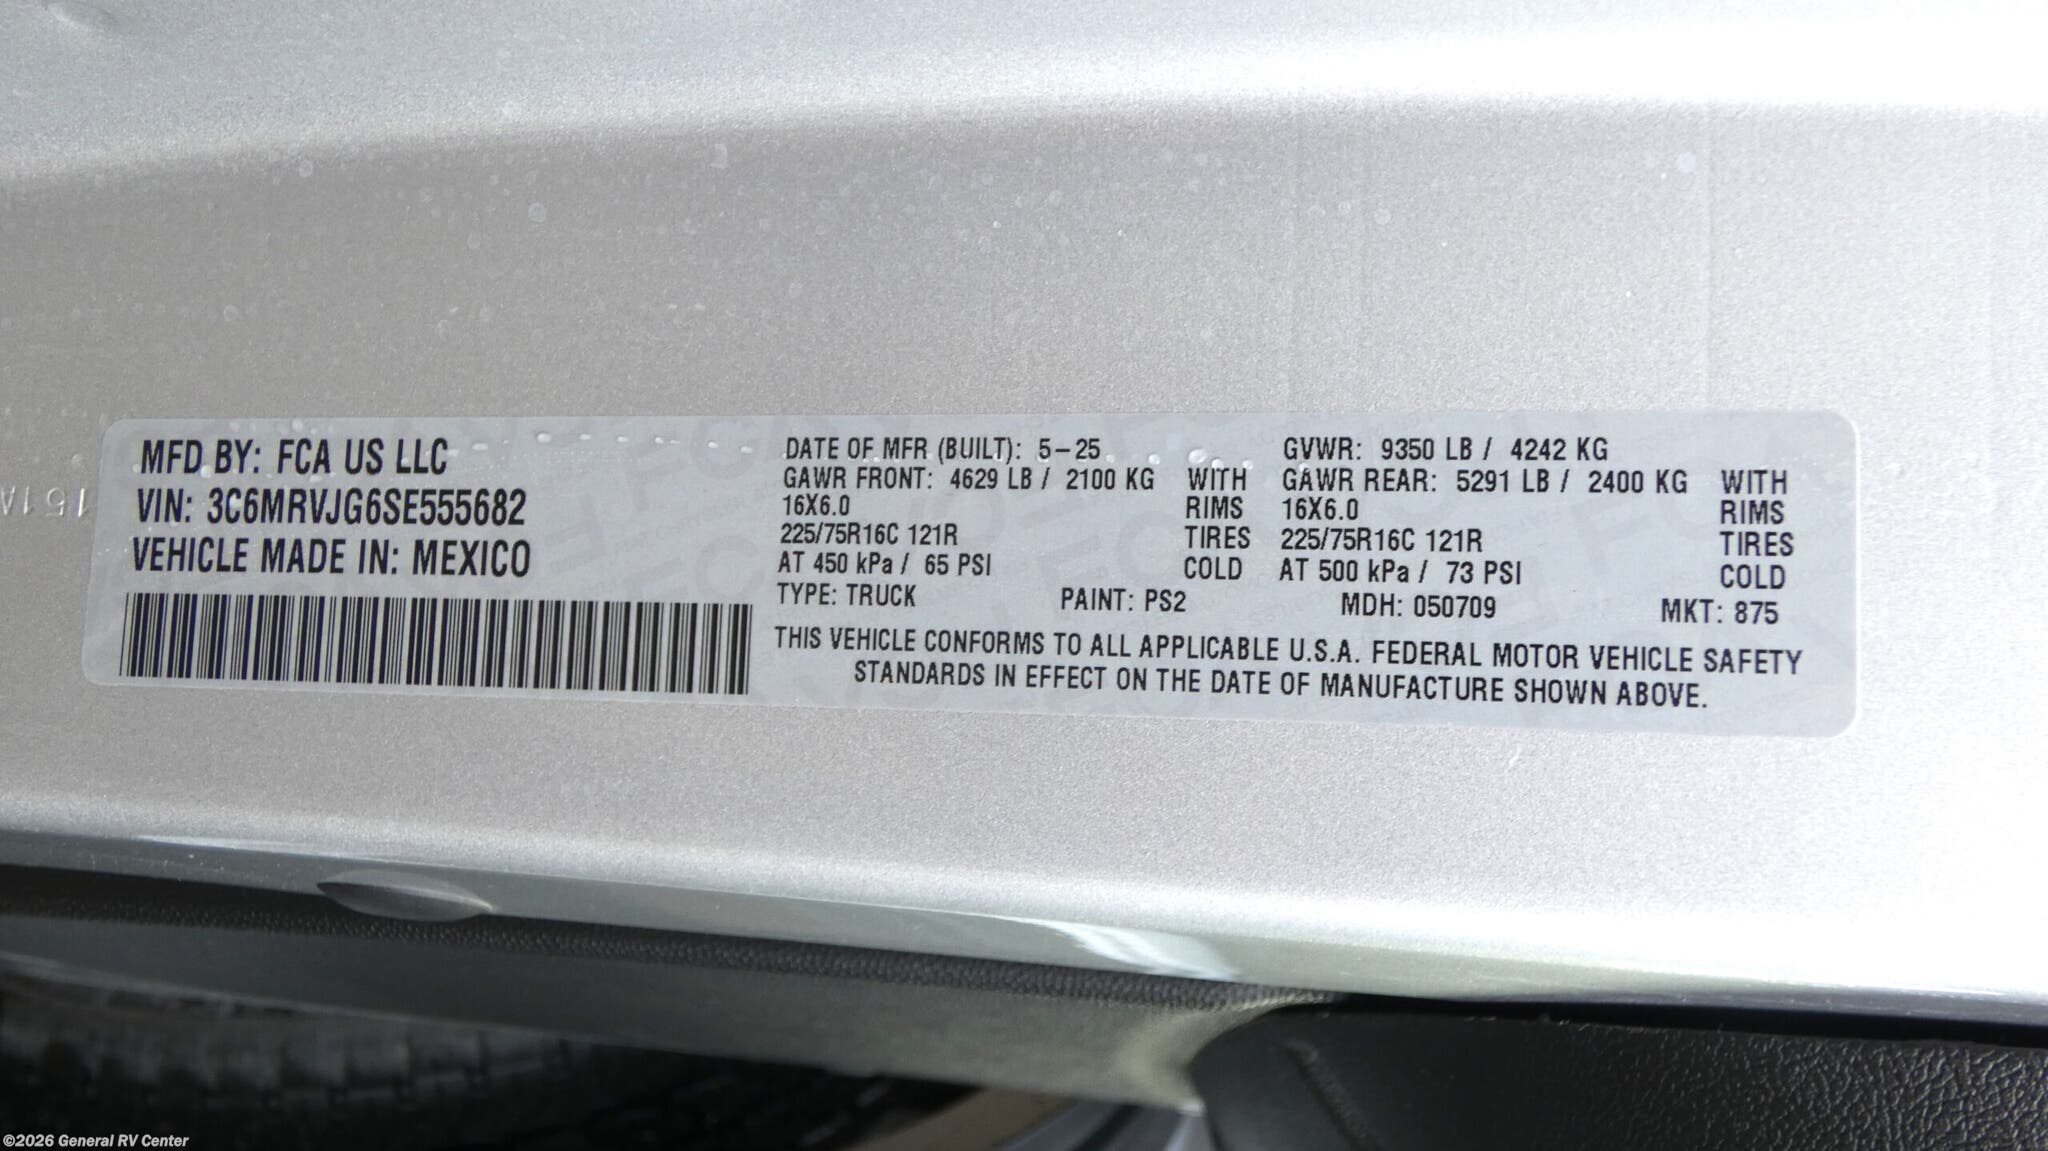 MFD BY: FCA US LLC
VIN: 3C6MRVJG6SE555682
VEHICLE MADE IN: MEXICO
DATE OF MFR (BUILT): 5-25 GVWR: 9350 LB / 4242 KG
GAWR FRONT: 4629 LB / 2100 KG WITH GAWR REAR: 5291 LB / 2400 KG WITH
16X6.0 RIMS 16X6.0 RIMS
225/75R16C 121R TIRES 225/75R16C 121R TIRES
AT 450 kPa / 65 PSI COLD AT 500 kPa / 73 PSI COLD
TYPE: TRUCK PAINT: PS2 MDH: 050709 MKT: 875
THIS VEHICLE CONFORMS TO ALL APPLICABLE U.S.A. FEDERAL MOTOR VEHICLE SAFETY
STANDARDS IN EFFECT ON THE DATE OF MANUFACTURE SHOWN ABOVE.
©2026 General RV Center